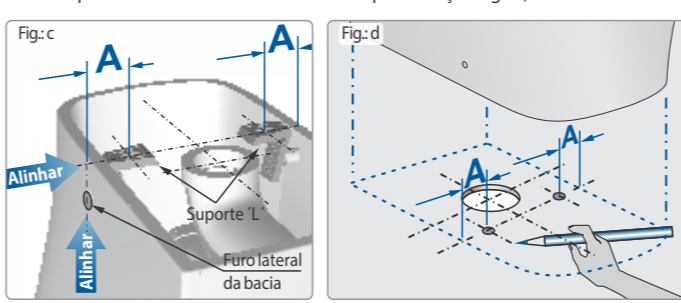 Fig.: c
A
A
Alinhar
Suporte ´L´
Alinhar
Furo lateral
da bacia
Fig.: d
A
A